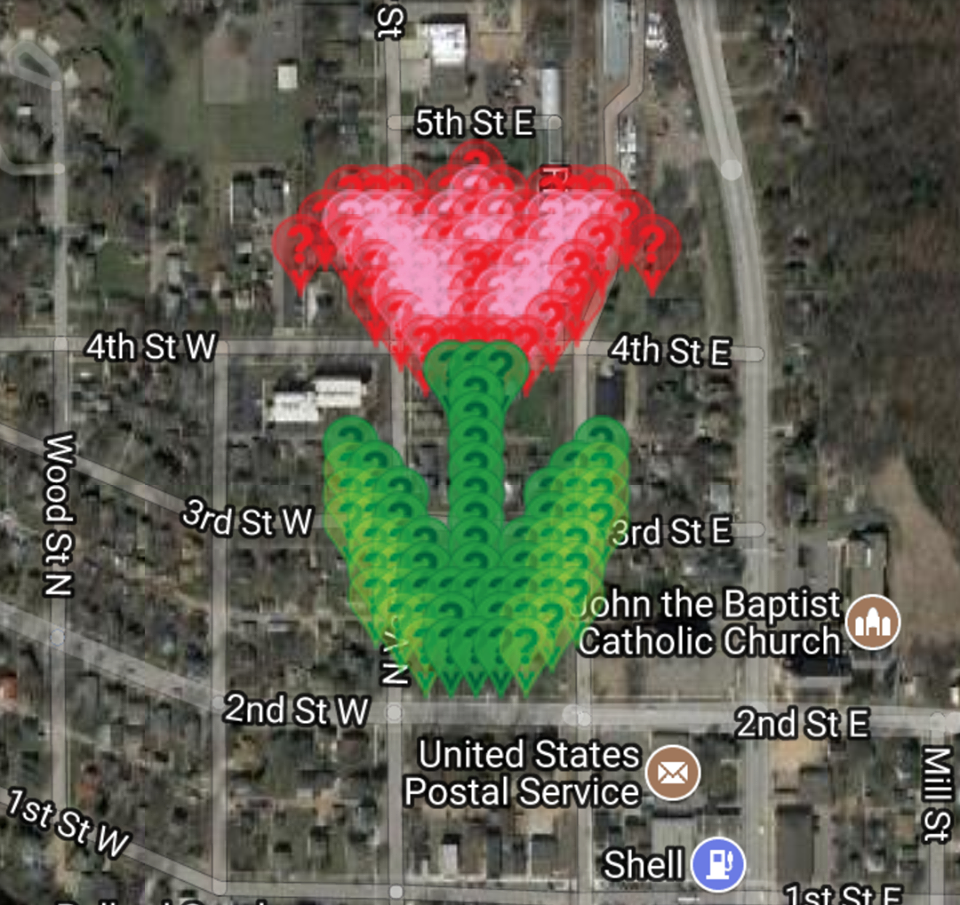 St
5th St E
4th St W
4th St E
Wood St N
3rd St W
3rd St E
John the Baptist
Catholic Church
N
2nd St W
2nd St E
United States
Postal Service
Mill St
1st St W
Shell
1st St E